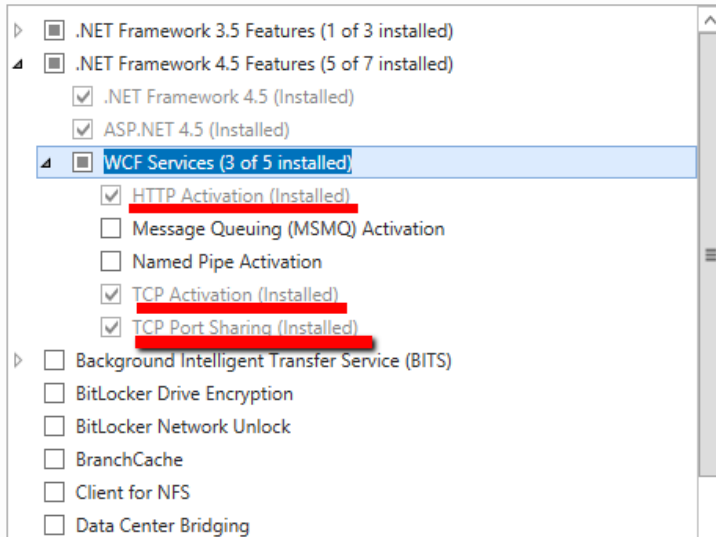 .NET Framework 3.5 Features (1 of 3 installed)
.NET Framework 4.5 Features (5 of 7 installed)
.NET Framework 4.5 (Installed)
ASP.NET 4.5 (Installed)
WCF Services (3 of 5 installed)
HTTP Activation (Installed)
Message Queuing (MSMQ) Activation
Named Pipe Activation
TCP Activation (Installed)
TCP Port Sharing (Installed)
Background Intelligent Transfer Service (BITS)
BitLocker Drive Encryption
BitLocker Network Unlock
BranchCache
Client for NFS
Data Center Bridging